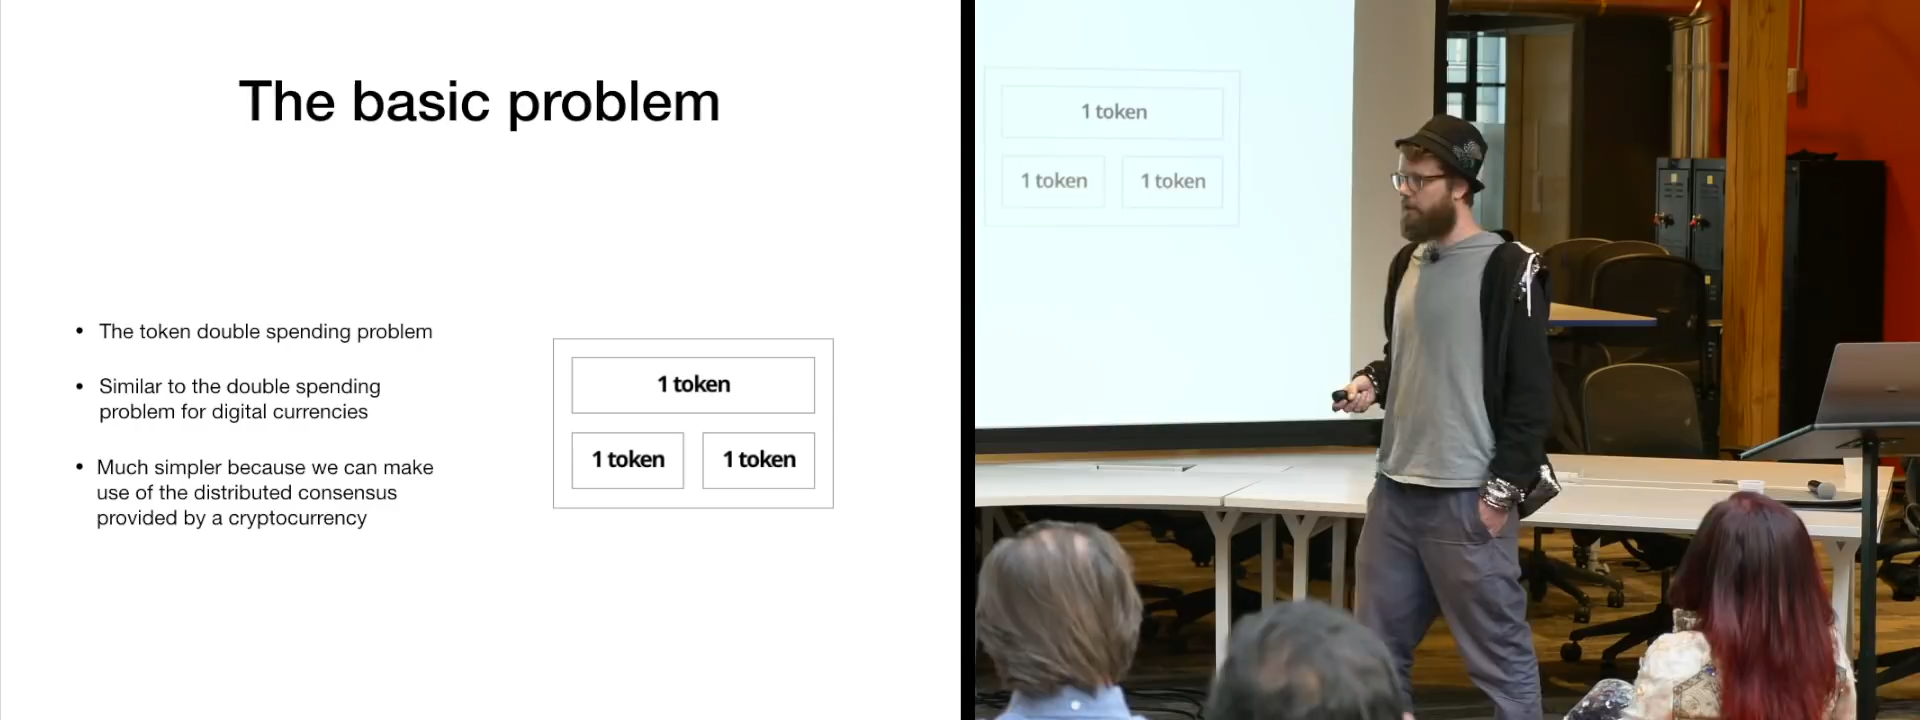 The basic problem
• The token double spending problem
• Similar to the double spending
problem for digital currencies
• Much simpler because we can make
use of the distributed consensus
provided by a cryptocurrency
1 token
1 token 1 token
1 token
1 token 1 token